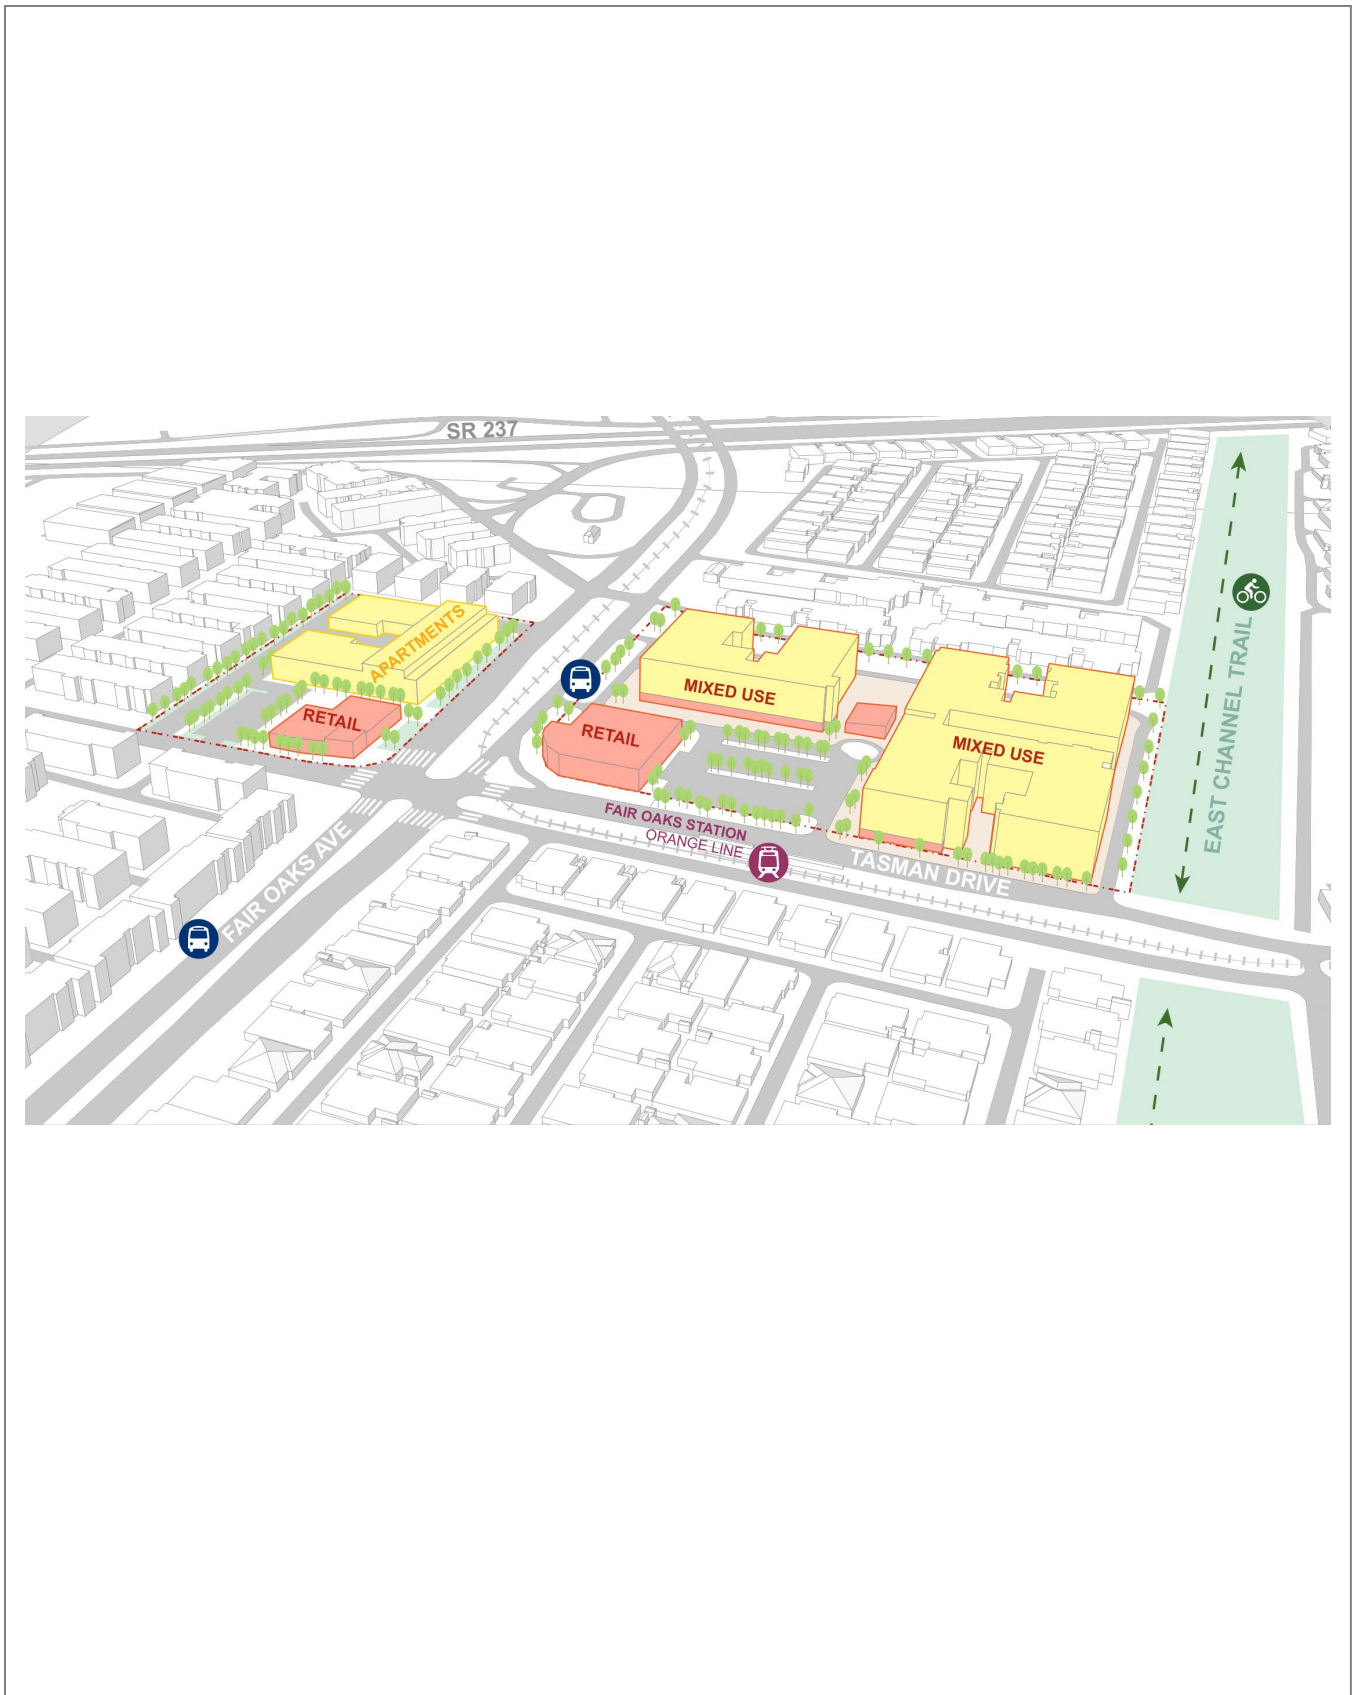 SR 237
APARTMENTS
RETAIL
MIXED USE
RETAIL
MIXED USE
EAST CHANNEL TRAIL
FAIR OAKS STATION
ORANGE LINE
TASMAN DRIVE
FAIR OAKS AVE